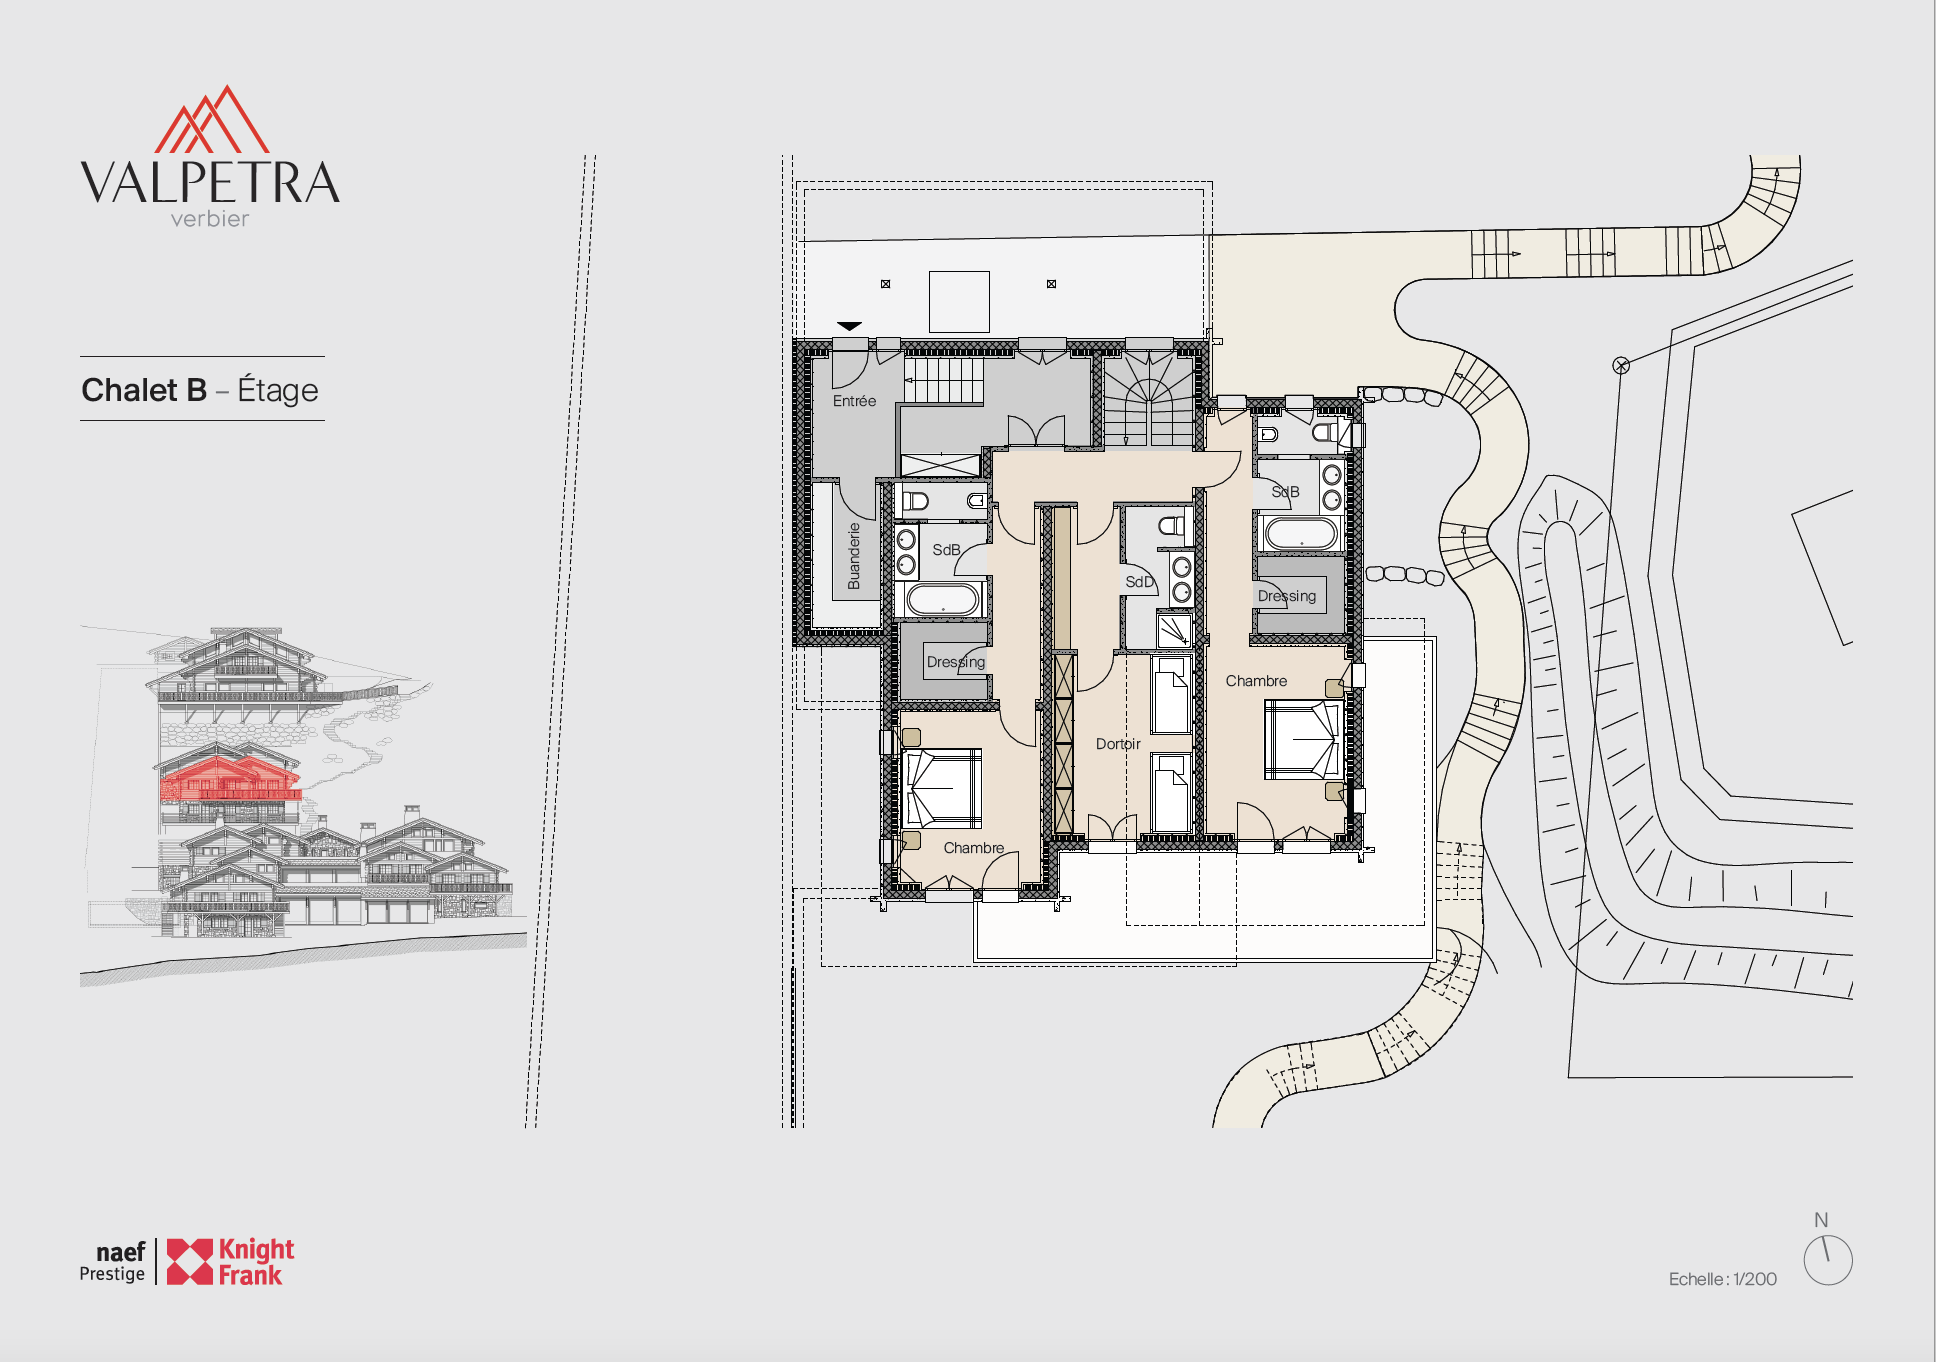 VALPETRA
verbier
Chalet B – Étage
Entrée
Buanderie
SdB
Dressing
Chambre
SdD
Dortoir
SdB
Dressing
Chambre
naef
Prestige
Knight
Frank
N
Echelle : 1/200